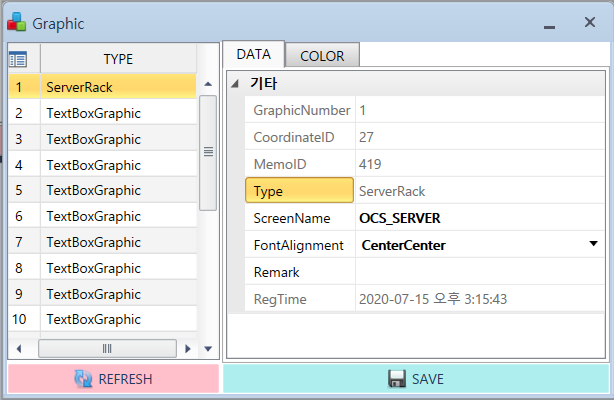 Graphic
TYPE
1 ServerRack
2 TextBoxGraphic
3 TextBoxGraphic
4 TextBoxGraphic
5 TextBoxGraphic
6 TextBoxGraphic
7 TextBoxGraphic
8 TextBoxGraphic
9 TextBoxGraphic
10 TextBoxGraphic
REFRESH
DATA COLOR
기타
GraphicNumber 1
CoordinateID 27
MemoID 419
Type ServerRack
ScreenName OCS_SERVER
FontAlignment CenterCenter
Remark
RegTime 2020-07-15 오후 3:15:43
SAVE